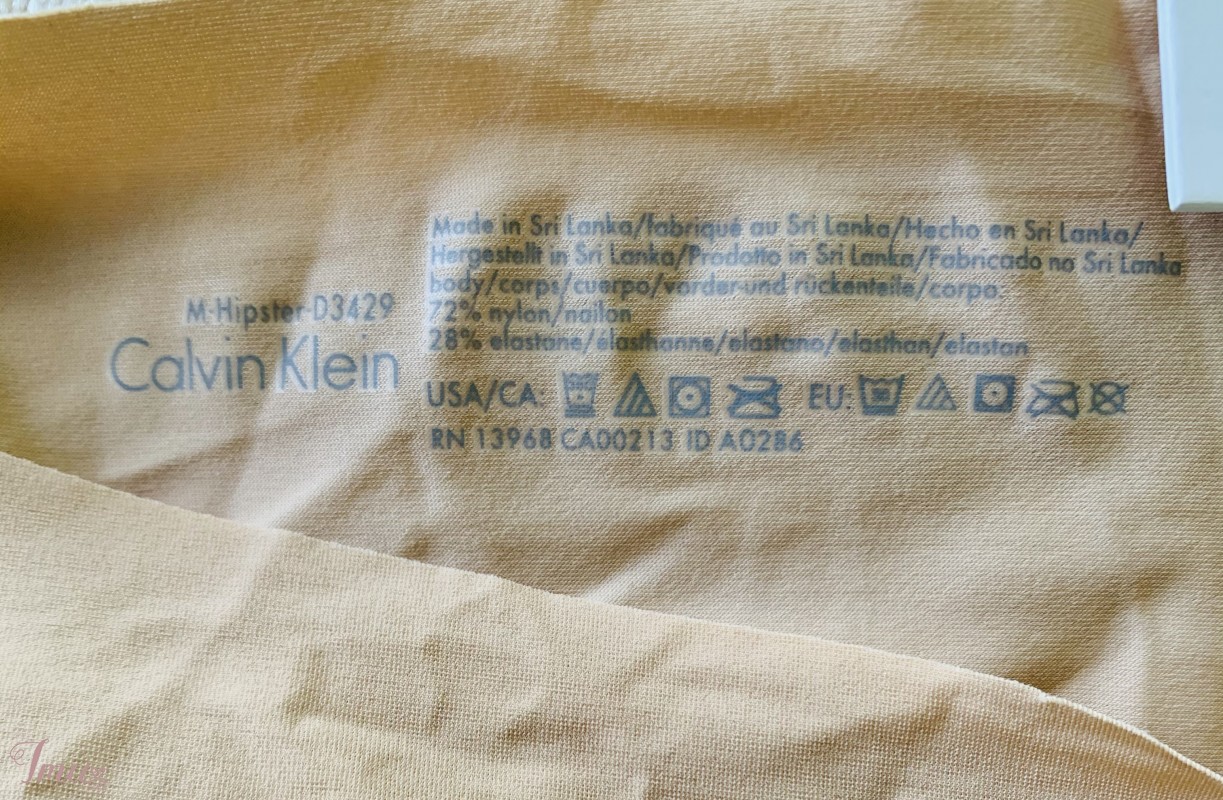 M-Hipster-D3429
Calvin Klein
Made in Sri Lanka/fabriqué au Sri Lanka/Hecho en Sri Lanka/
Hergestellt in Sri Lanka/Prodotto in Sri Lanka/Fabricado no Sri Lanka
body/corps/cuerpo/vorder-und rückenteile/corpo:
72% nylon/nailon
28% elastane/élasthanne/elastano/elasthan/elastan
USA/CA: EU:
RN 13968 CA00213 ID A0286